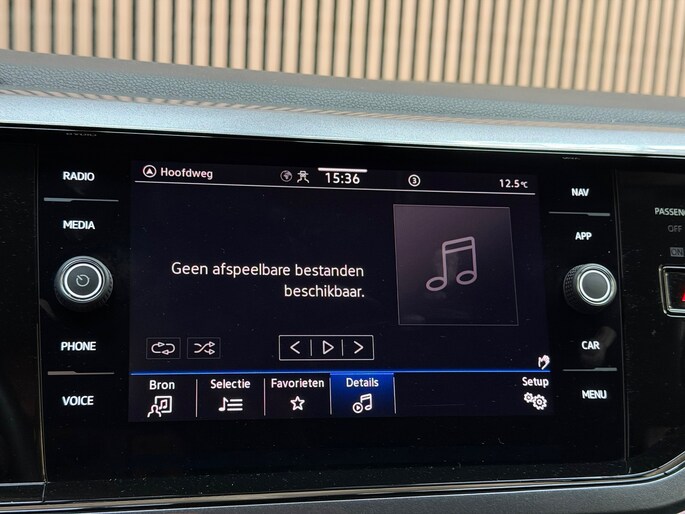 RADIO
MEDIA
PHONE
VOICE
Hoofdweg
15:36
3
12.5°C
Geen afspeelbare bestanden
beschikbaar.
Bron
Selectie
Favorieten
Details
Setup
NAV
APP
CAR
MENU
OFF